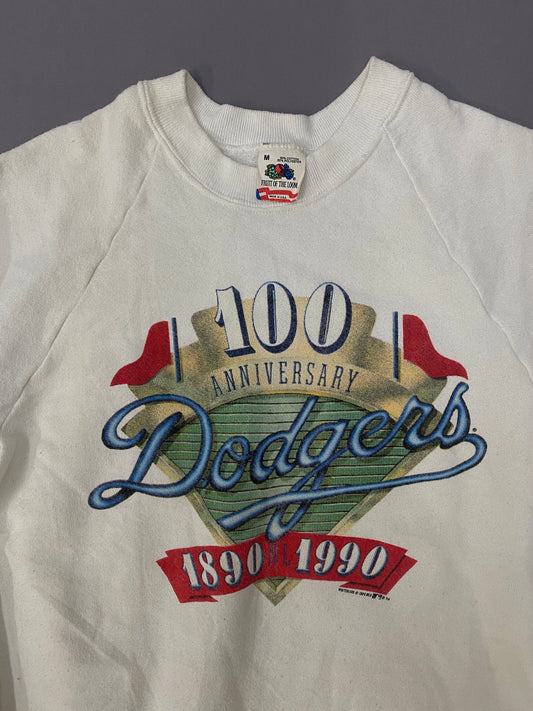 M
FRUIT OF THE LOOM
100
ANNIVERSARY
Dodgers
1890 NL 1990